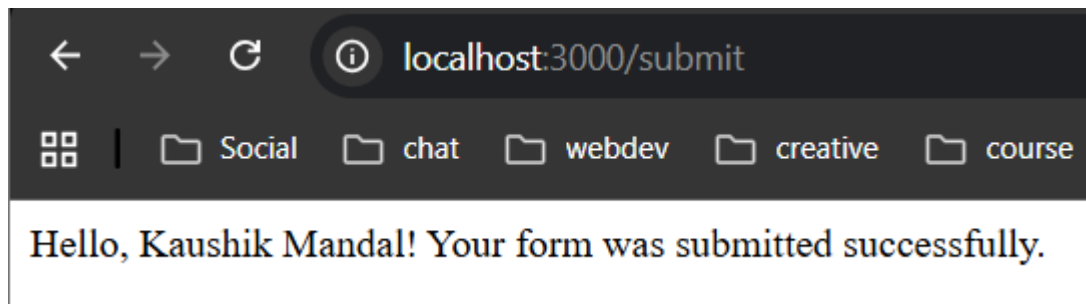 localhost:3000/submit
Social chat webdev creative course
Hello, Kaushik Mandal! Your form was submitted successfully.